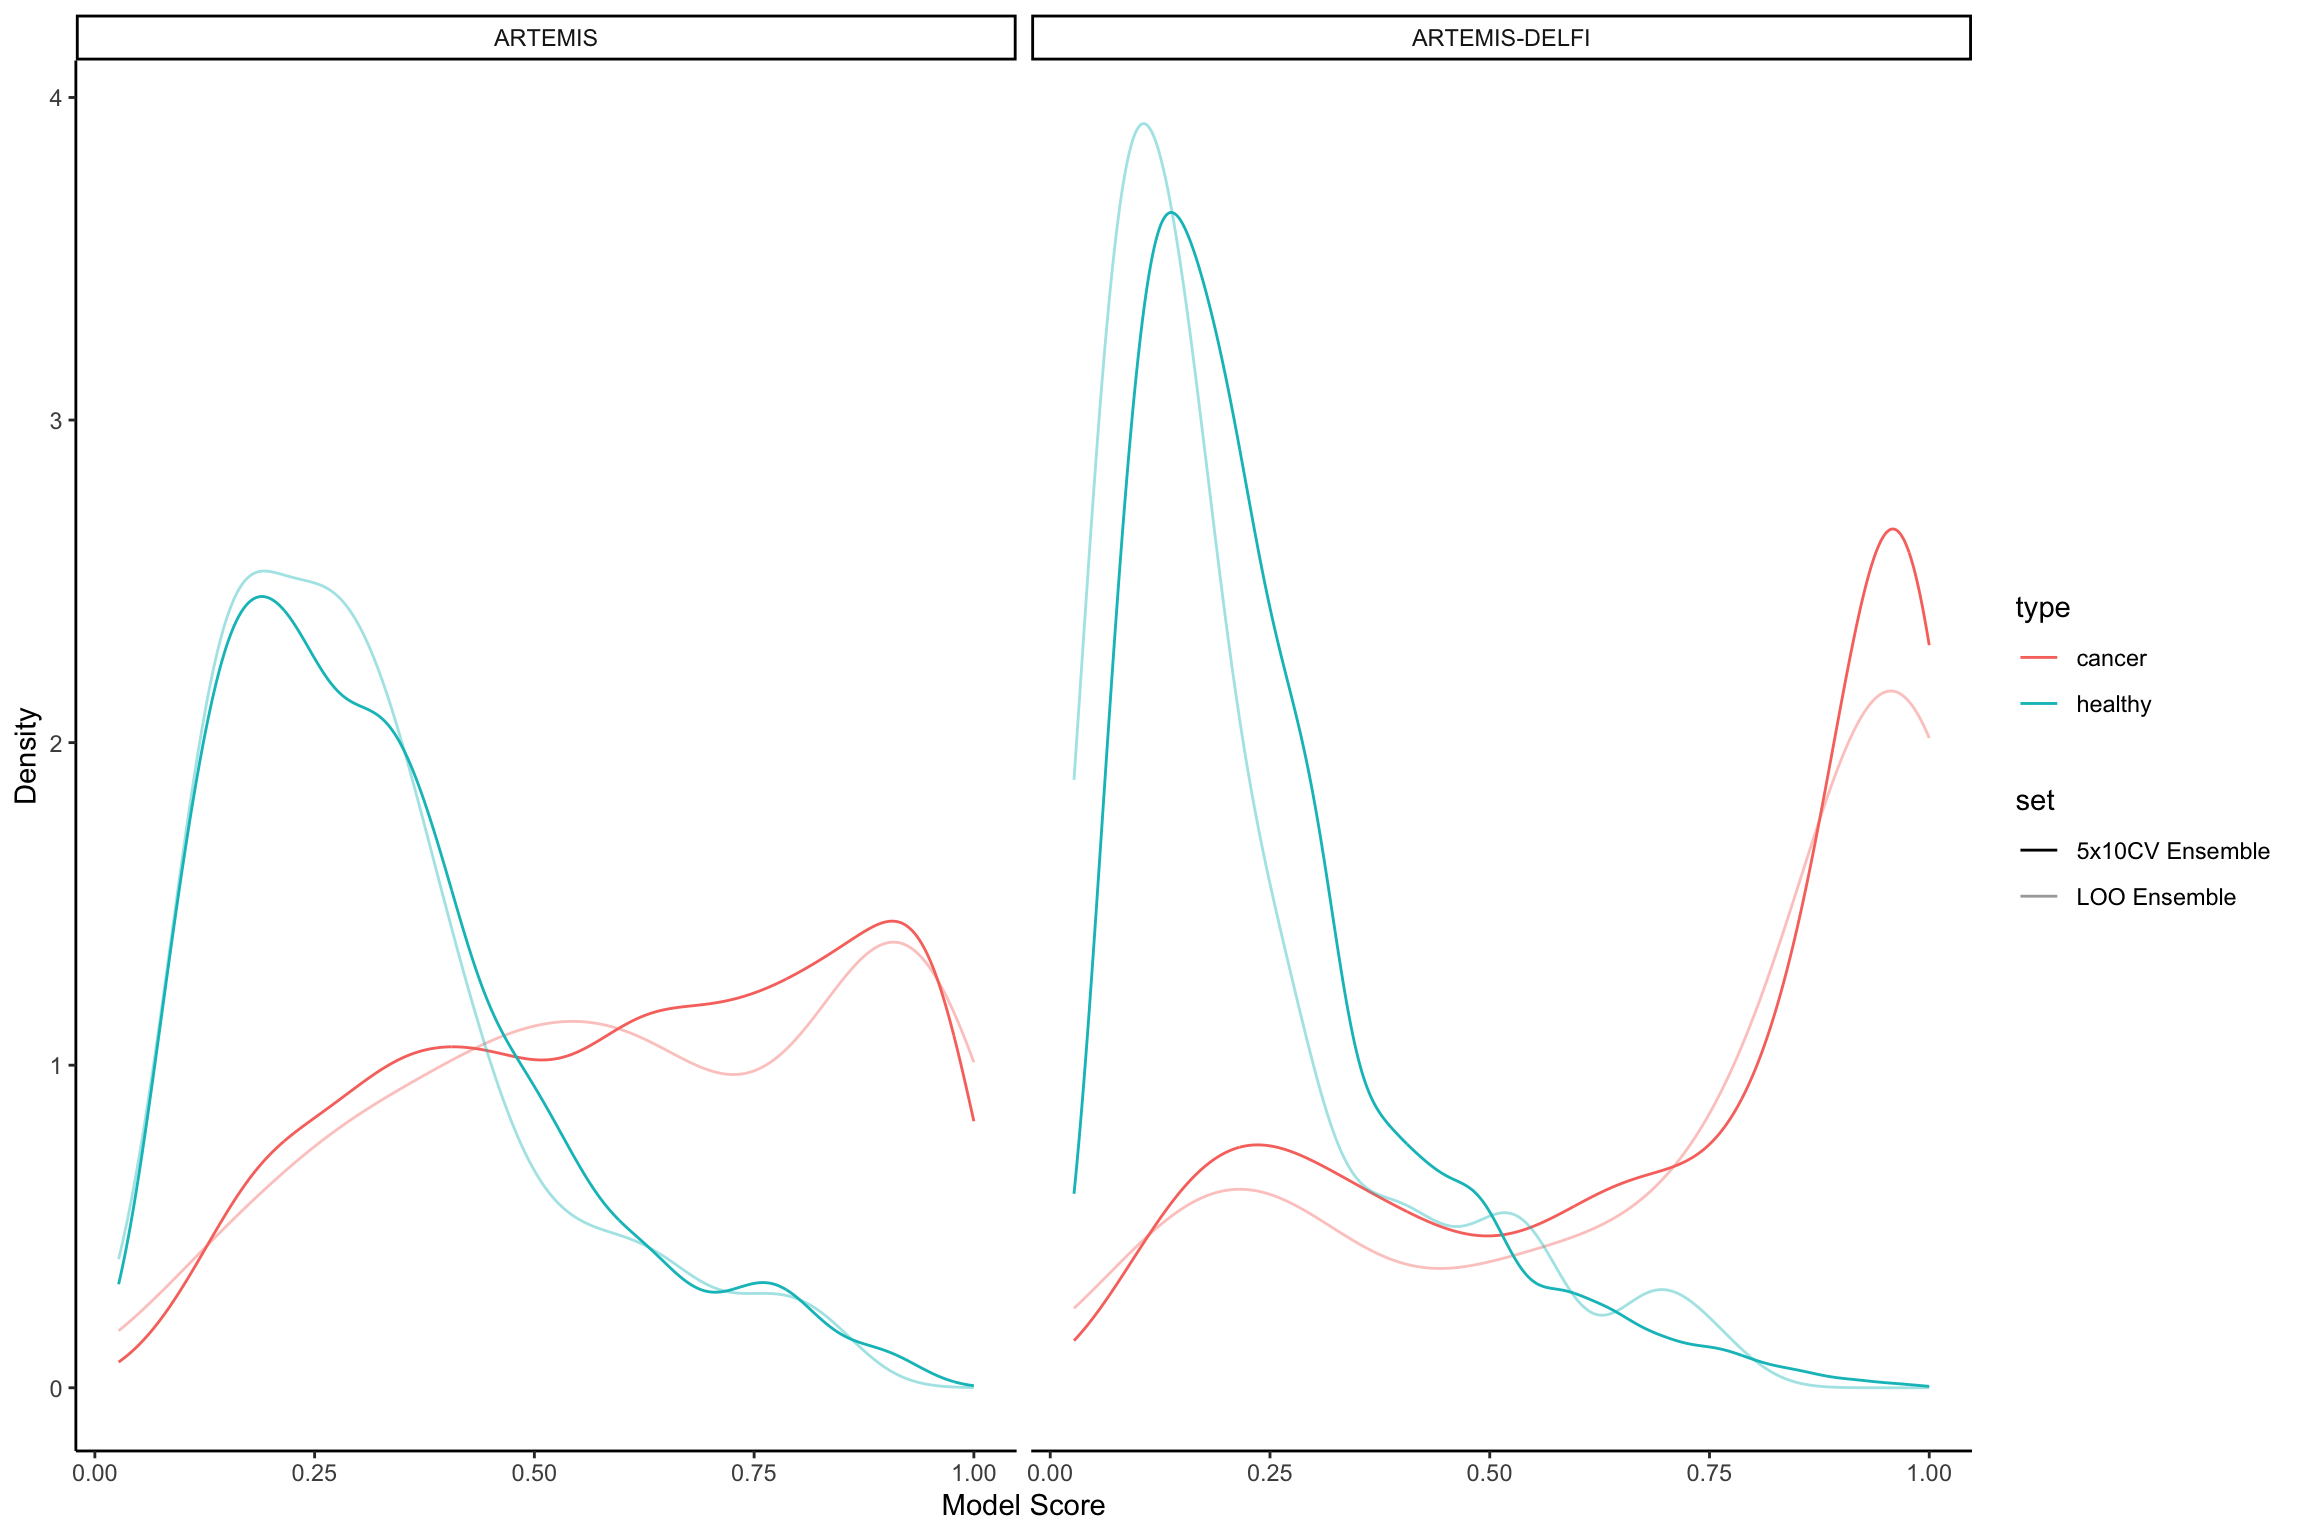 ARTEMIS
ARTEMIS-DELFI
Density
4
3
2
1
0
0.00 0.25 0.50 0.75 1.00
0.00 0.25 0.50 0.75 1.00
Model Score
type
cancer
healthy
set
5x10CV Ensemble
LOO Ensemble